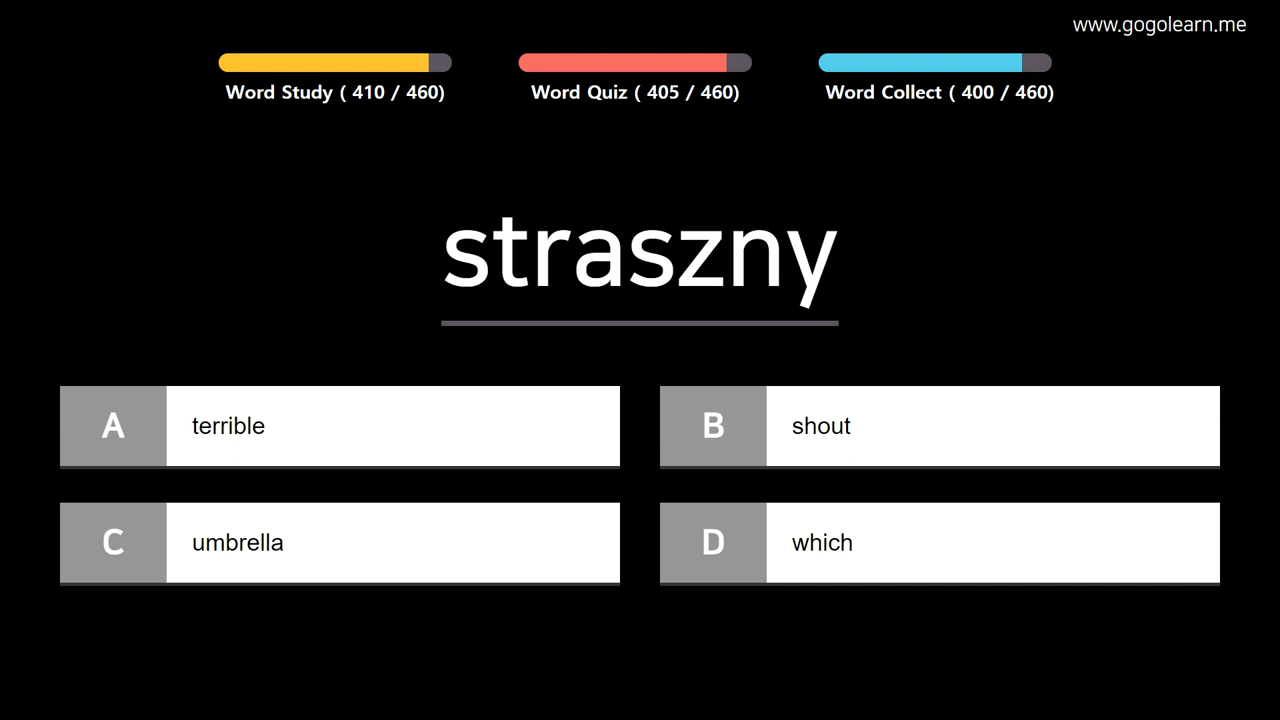 www.gogolearn.me
Word Study ( 410 / 460)
Word Quiz ( 405 / 460)
Word Collect ( 400 / 460)
straszny
A terrible
B shout
C umbrella
D which